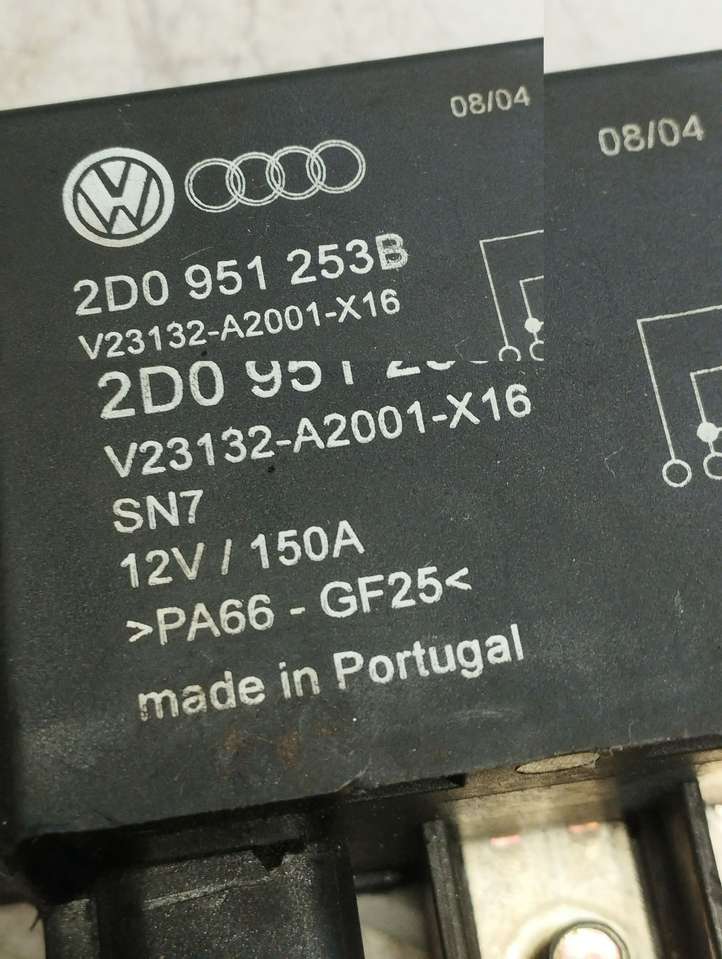 08/04
08/04
2D0 951 253B
V23132-A2001-X16
2D0 951
V23132-A2001-X16
SN7
12V / 150A
>PA66 - GF25<
made in Portugal